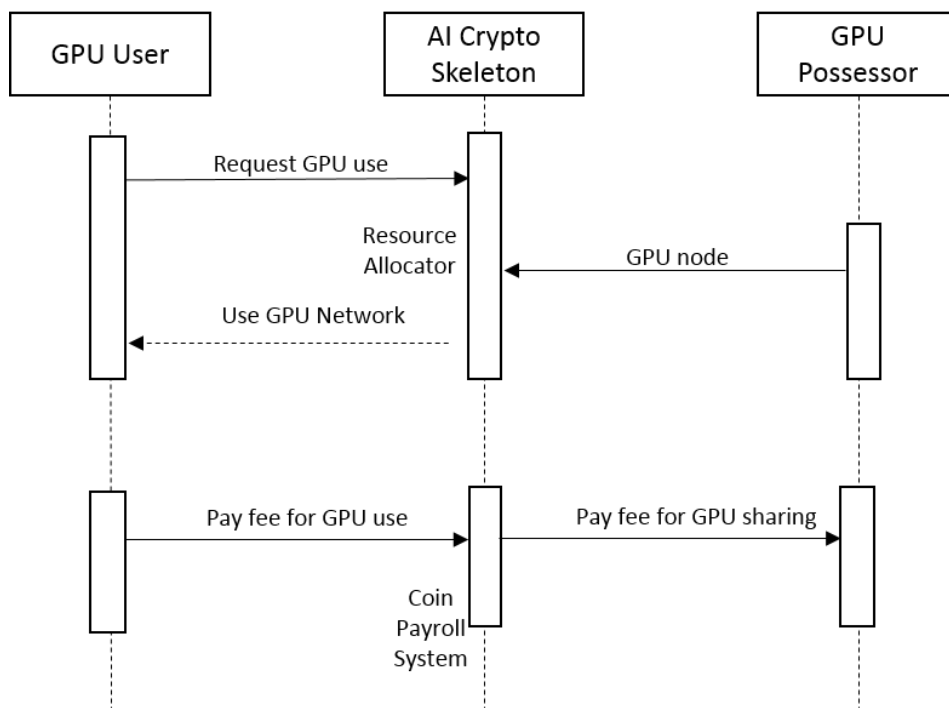 GPU User
AI Crypto
Skeleton
GPU
Possessor
Request GPU use
Resource
Allocator
GPU node
Use GPU Network
Pay fee for GPU use
Pay fee for GPU sharing
Coin
Payroll
System